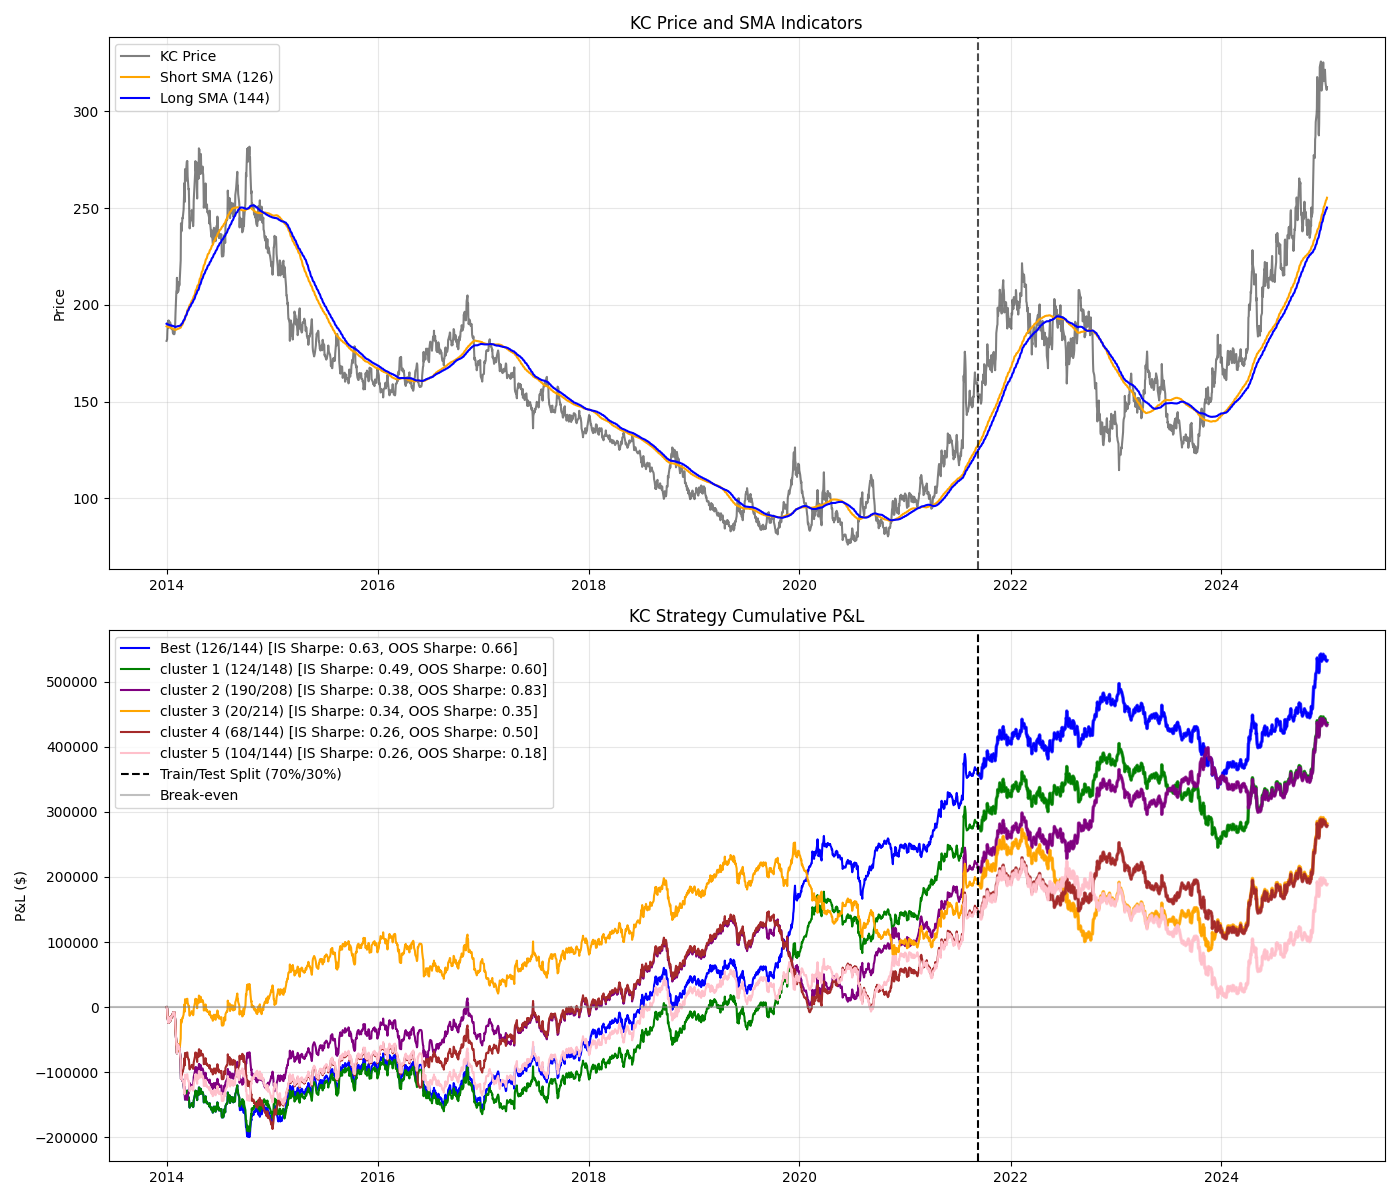 KC Price and SMA Indicators
KC Price
Short SMA (126)
Long SMA (144)
Price
300
250
200
150
100
2014
2016
2018
2020
2022
2024
KC Strategy Cumulative P&L
Best (126/144) [IS Sharpe: 0.63, OOS Sharpe: 0.66]
cluster 1 (124/148) [IS Sharpe: 0.49, OOS Sharpe: 0.60]
cluster 2 (190/208) [IS Sharpe: 0.38, OOS Sharpe: 0.83]
cluster 3 (20/214) [IS Sharpe: 0.34, OOS Sharpe: 0.35]
cluster 4 (68/144) [IS Sharpe: 0.26, OOS Sharpe: 0.50]
cluster 5 (104/144) [IS Sharpe: 0.26, OOS Sharpe: 0.18]
Train/Test Split (70%/30%)
Break-even
P&L ($)
500000
400000
300000
200000
100000
0
−100000
−200000
2014
2016
2018
2020
2022
2024